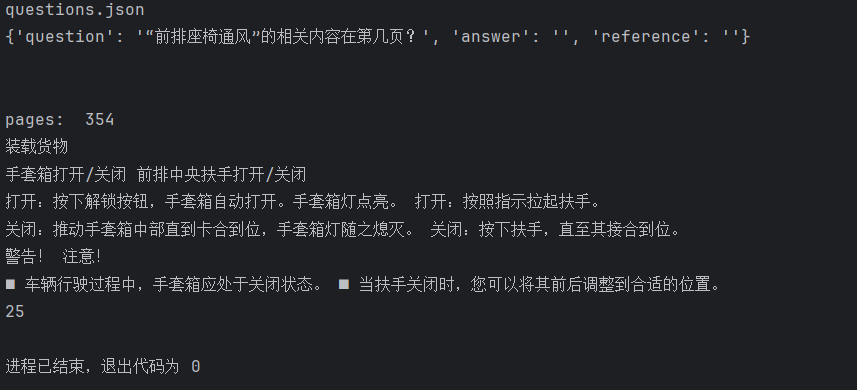 questions.json
{'question': '“前排座椅通风”的相关内容在第几页？', 'answer': '', 'reference': ''}
pages:  354
装载货物
手套箱打开/关闭 前排中央扶手打开/关闭
打开：按下解锁按钮，手套箱自动打开。手套箱灯点亮。 打开：按照指示拉起扶手。
关闭：推动手套箱中部直到卡合到位，手套箱灯随之熄灭。 关闭：按下扶手，直至其接合到位。
警告！ 注意！
■ 车辆行驶过程中，手套箱应处于关闭状态。 ■ 当扶手关闭时，您可以将其前后调整到合适的位置。
25
进程已结束，退出代码为 0